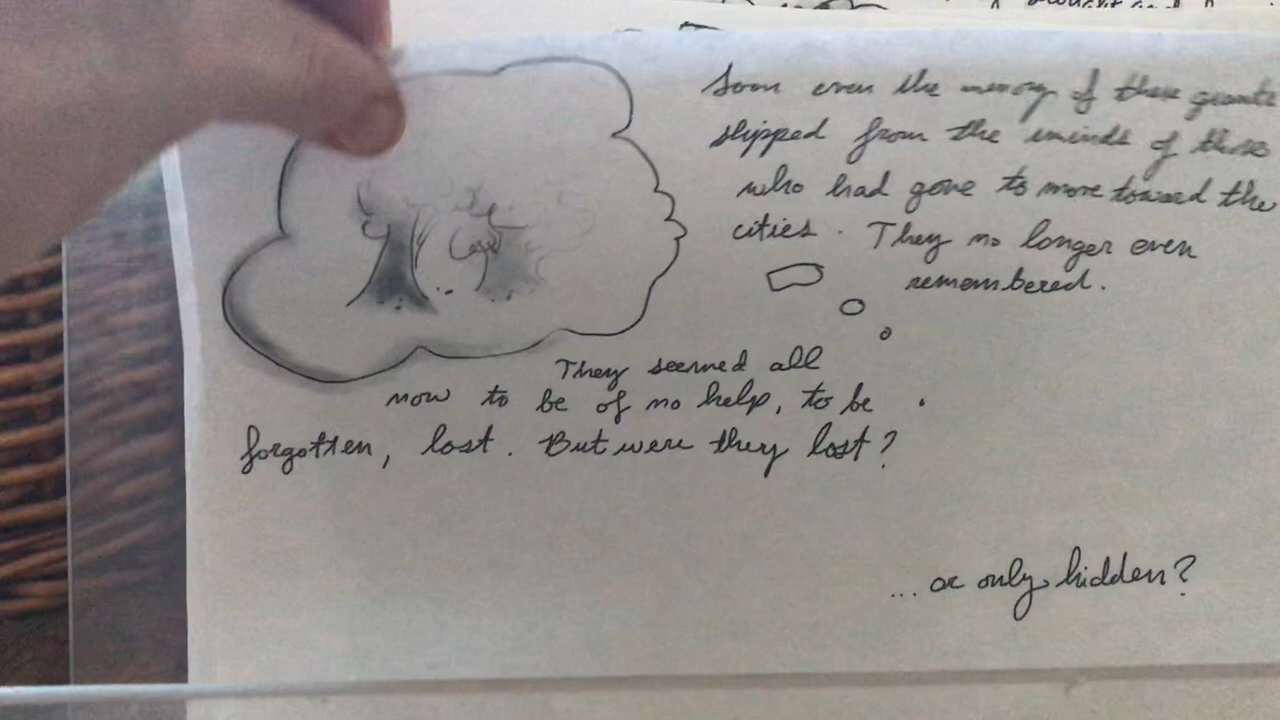 Soon even the memory of these giants
slipped from the minds of those
who had gone to move toward the
cities. They no longer even
remembered.
They seemed all
now to be of no help, to be
forgotten, lost. But were they lost?
... or only hidden?